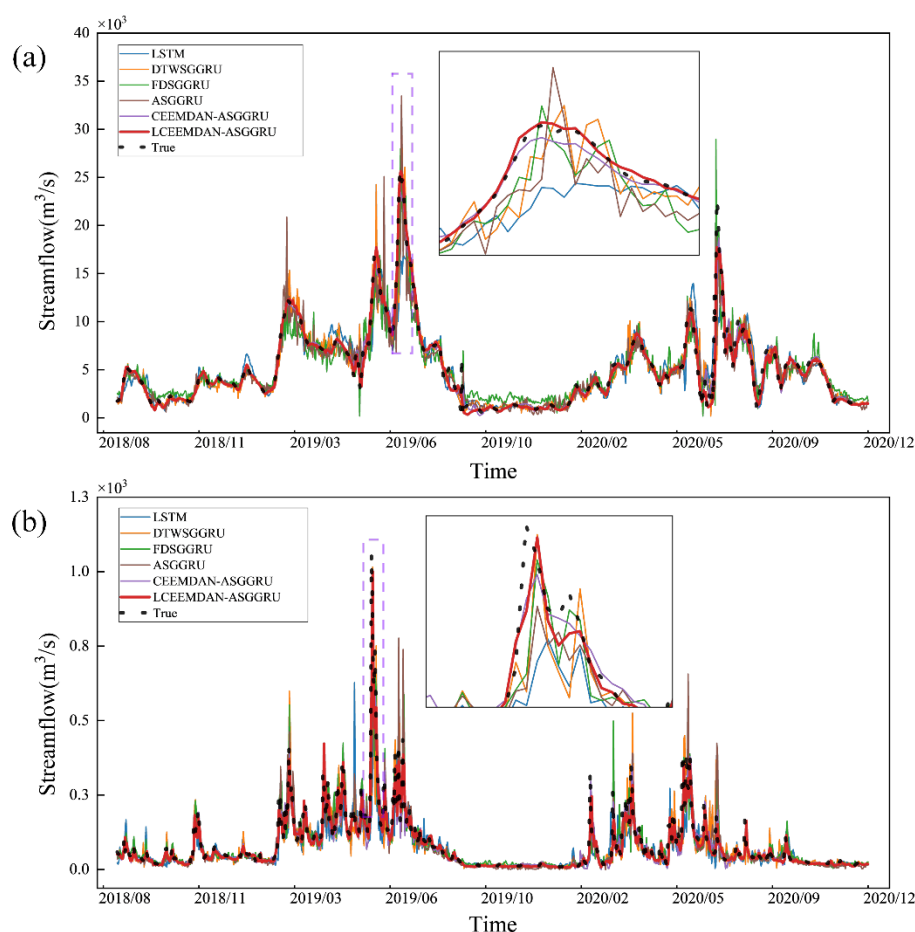 (a)
×10³
40
35
30
25
20
15
10
5
0
Streamflow(m³/s)
LSTM
DTWSGGRU
FDSGGRU
ASGGRU
CEEMDAN-ASGGRU
LCEEMDAN-ASGGRU
True
2018/08 2018/11 2019/03 2019/06 2019/10 2020/02 2020/05 2020/09 2020/12
Time
(b)
×10³
1.3
1.0
0.8
0.5
0.3
0.0
Streamflow(m³/s)
LSTM
DTWSGGRU
FDSGGRU
ASGGRU
CEEMDAN-ASGGRU
LCEEMDAN-ASGGRU
True
2018/08 2018/11 2019/03 2019/06 2019/10 2020/02 2020/05 2020/09 2020/12
Time